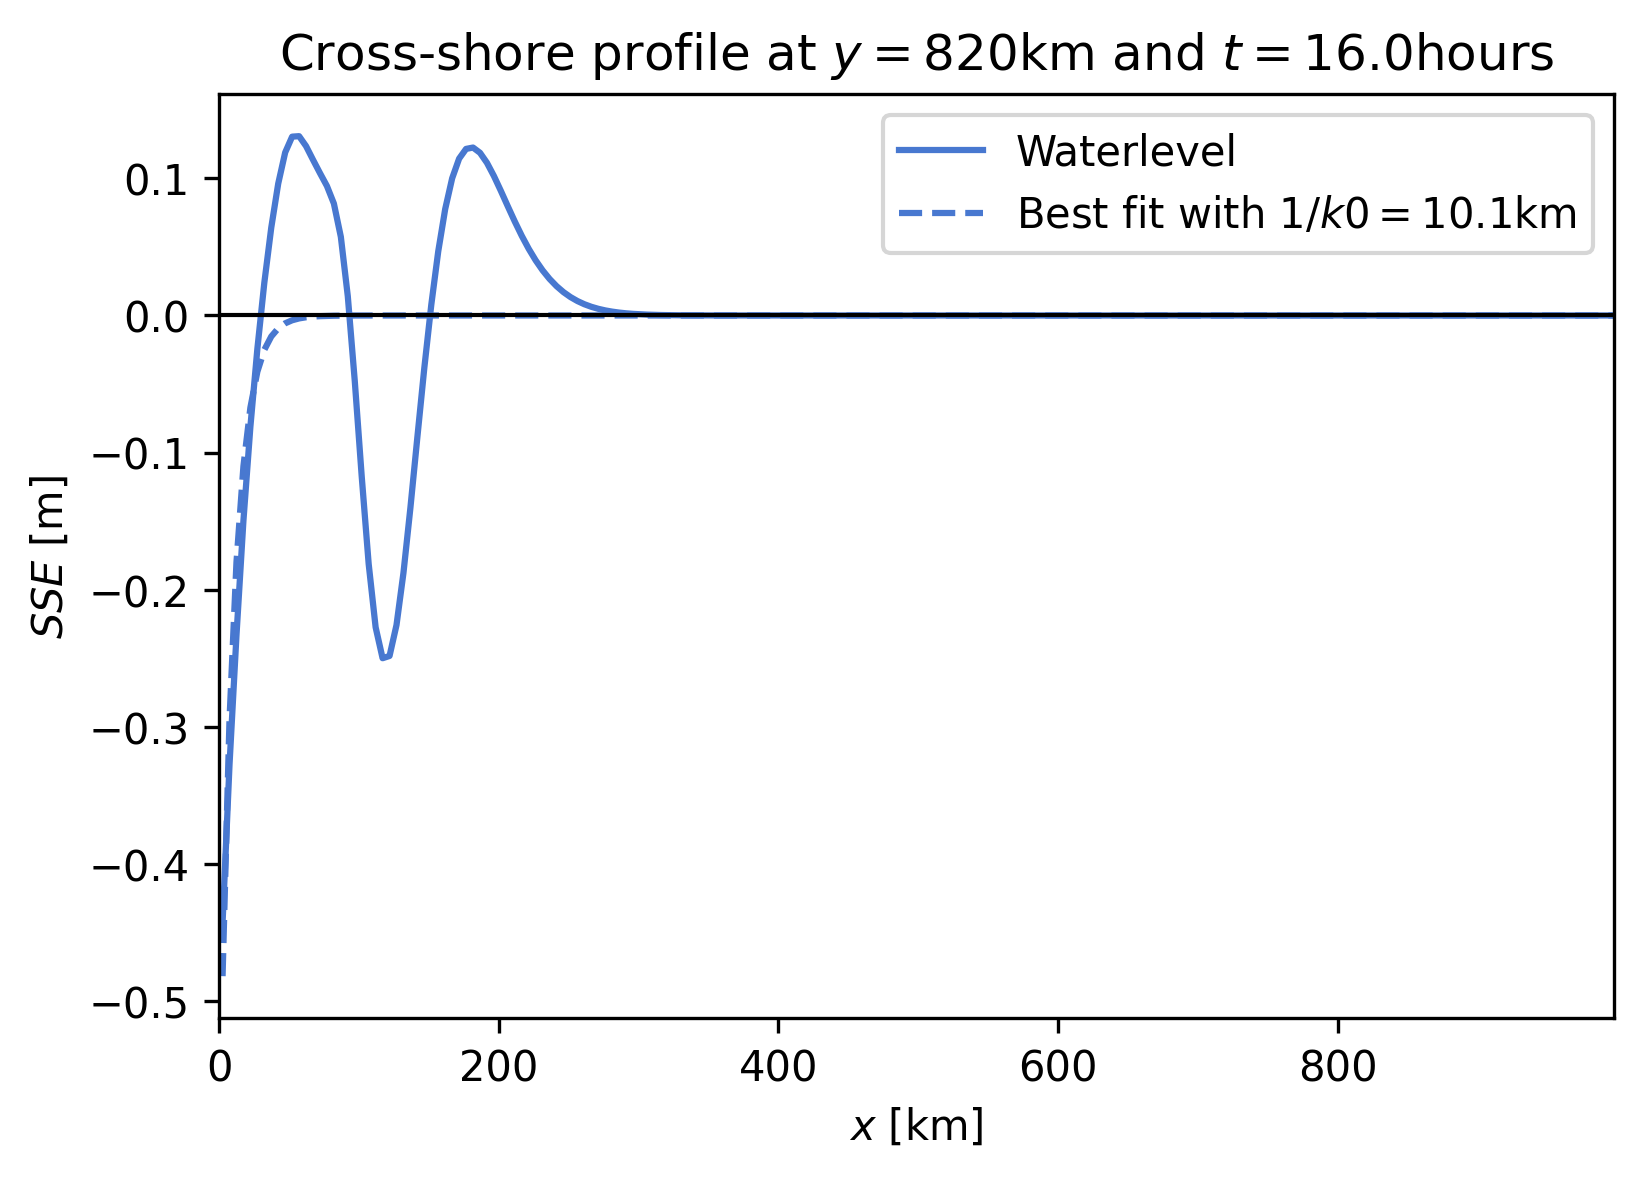 Cross-shore profile at y = 820km and t = 16.0hours
Waterlevel
Best fit with 1/k0 = 10.1km
0.1
0.0
−0.1
−0.2
−0.3
−0.4
−0.5
SSE [m]
0 200 400 600 800
x [km]